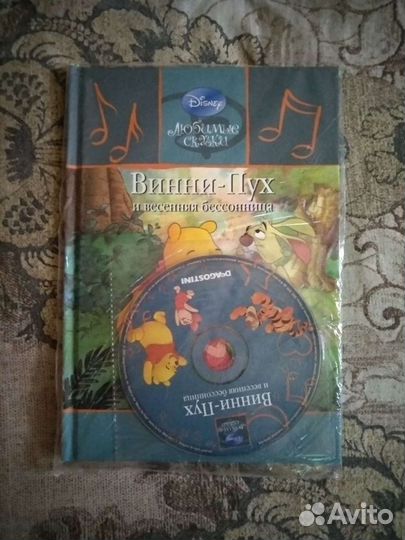 Disney
Любимые
сказки
Винни-Пух
и весенняя бессонница
DeAGOSTINI
Винни-Пух
и весенняя бессонница
Avito